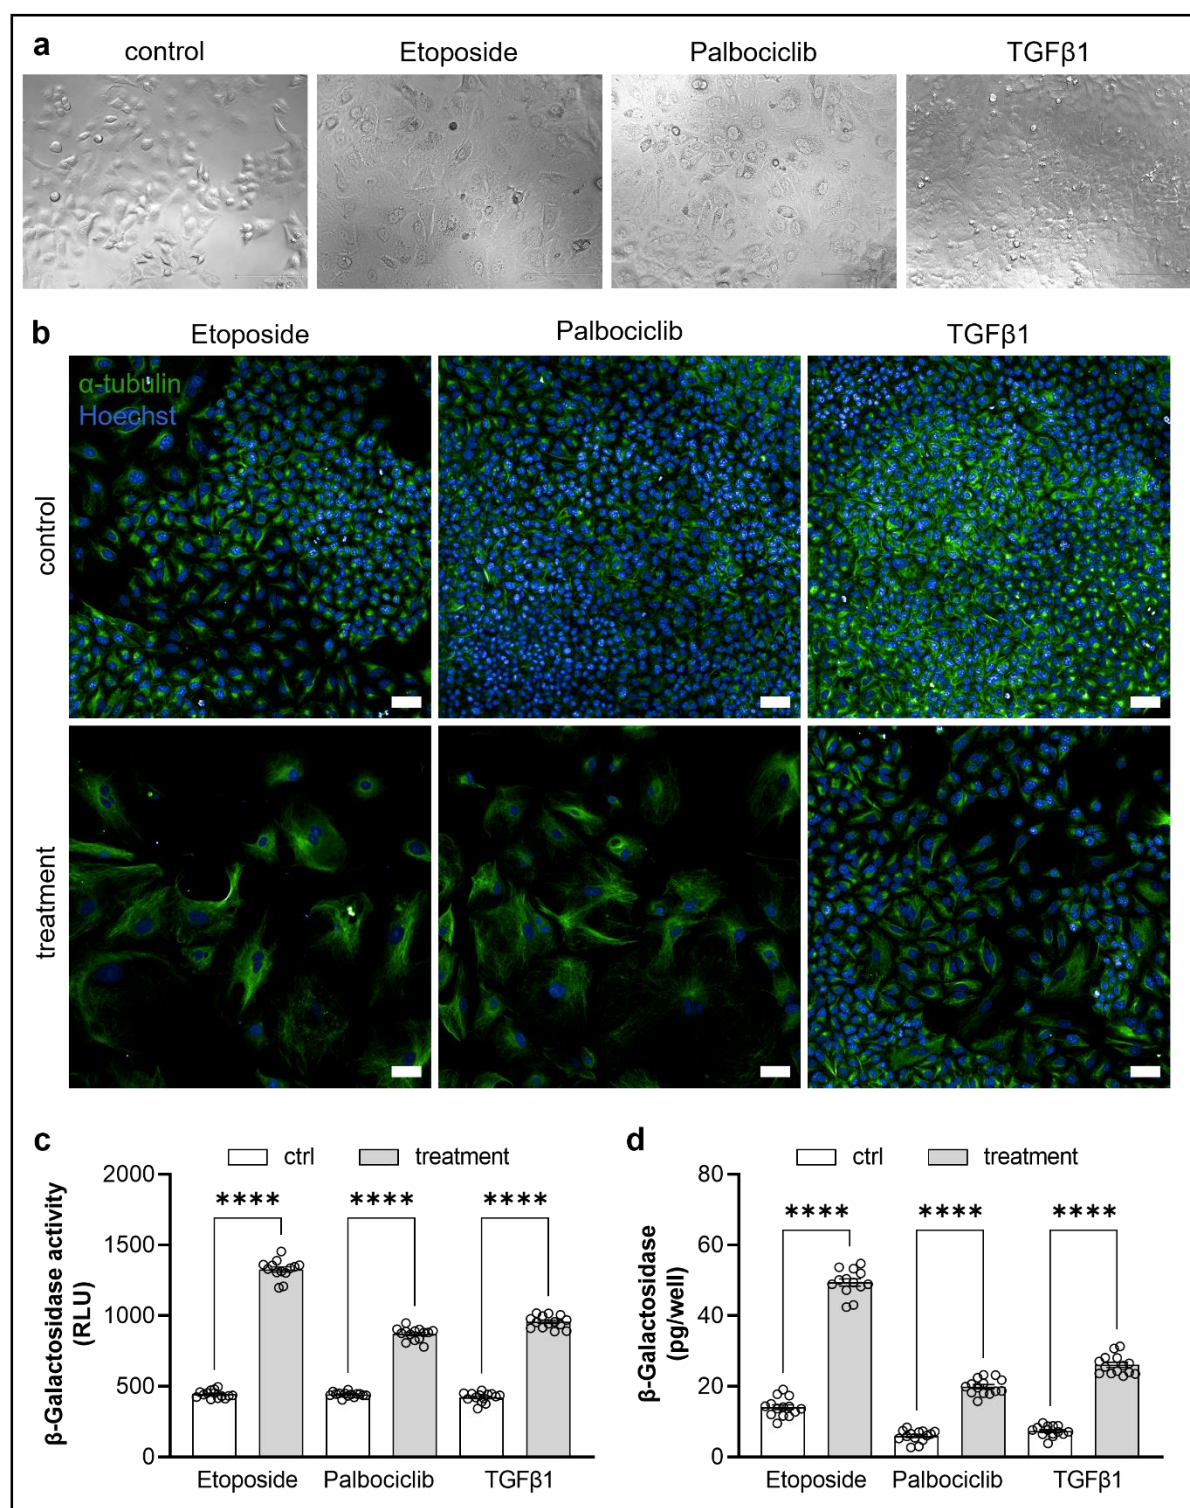 a
control
Etoposide
Palbociclib
TGFβ1
b
Etoposide
Palbociclib
TGFβ1
α-tubulin
Hoechst
control
treatment
c
ctrl
treatment
β-Galactosidase activity
(RLU)
2000
1500
1000
500
0
****
****
****
Etoposide
Palbociclib
TGFβ1
d
ctrl
treatment
β-Galactosidase
(pg/well)
80
60
40
20
0
****
****
****
Etoposide
Palbociclib
TGFβ1